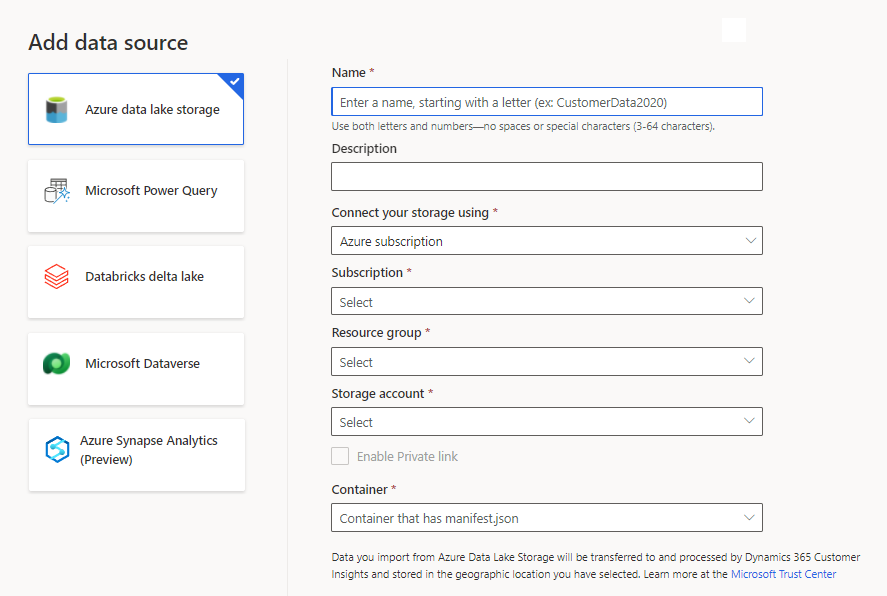 Add data source
Azure data lake storage
Microsoft Power Query
Databricks delta lake
Microsoft Dataverse
Azure Synapse Analytics
(Preview)
Name *
Enter a name, starting with a letter (ex: CustomerData2020)
Use both letters and numbers—no spaces or special characters (3-64 characters).
Description
Connect your storage using *
Azure subscription
Subscription *
Select
Resource group *
Select
Storage account *
Select
Enable Private link
Container *
Container that has manifest.json
Data you import from Azure Data Lake Storage will be transferred to and processed by Dynamics 365 Customer
Insights and stored in the geographic location you have selected. Learn more at the Microsoft Trust Center